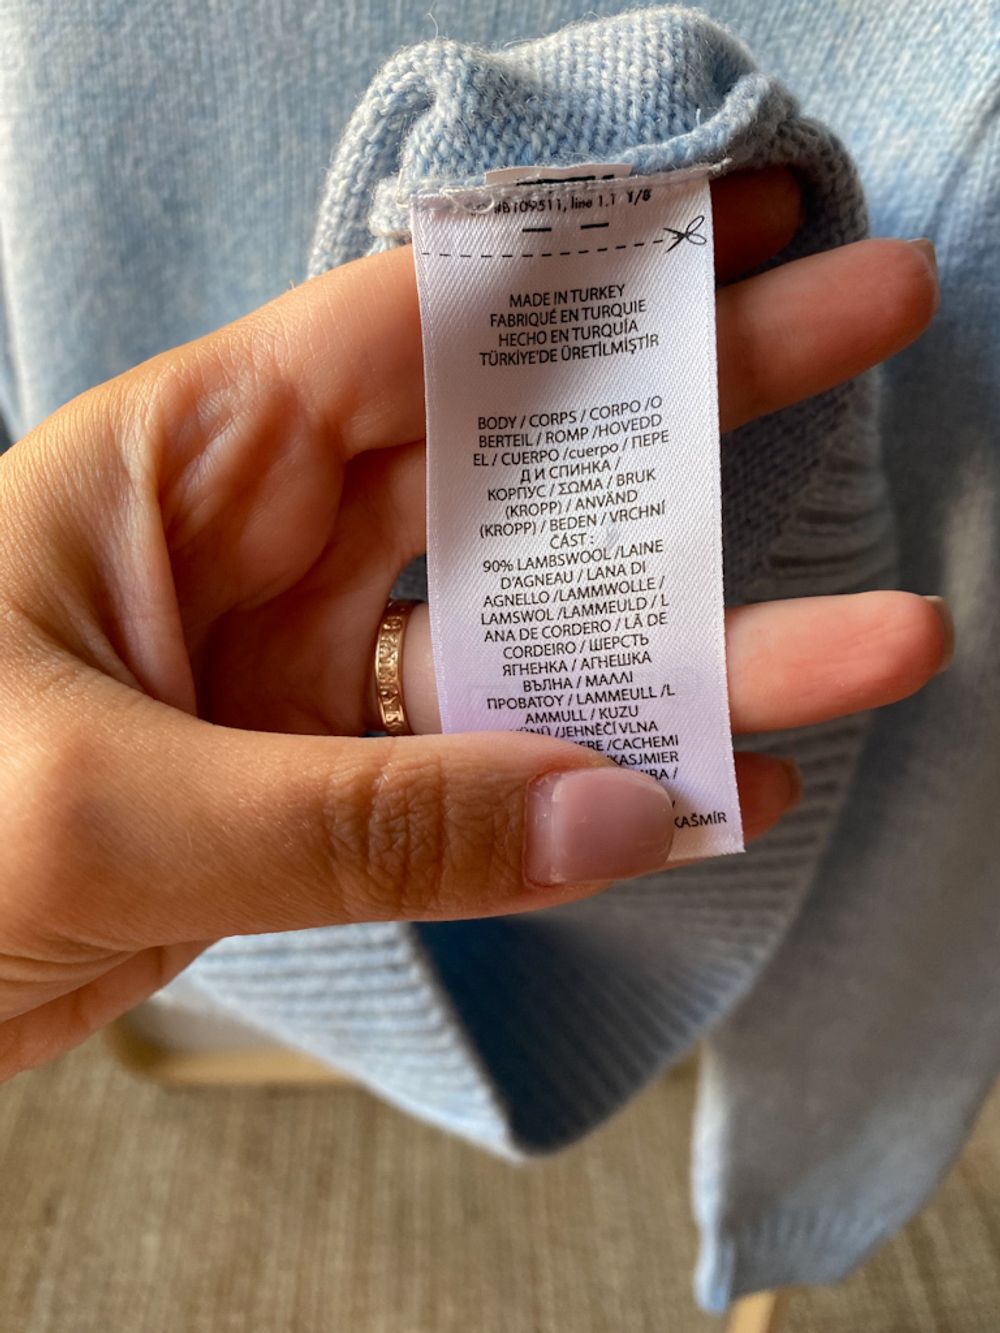 line 1.1 1/8
MADE IN TURKEY
FABRIQUÉ EN TURQUIE
HECHO EN TURQUÍA
TÜRKİYE'DE ÜRETİLMİŞTİR
BODY / CORPS / CORPO /O
BERTEIL / ROMP /HOVEDD
EL / CUERPO /cuerpo / ПЕРЕ
Д И СПИНКА /
КОРПУС / ΣΩΜΑ / BRUK
(KROPP) / ANVÄND
(KROPP) / BEDEN / VRCHNÍ
ČÁST :
90% LAMBSWOOL /LAINE
D'AGNEAU / LANA DI
AGNELLO /LAMMWOLLE /
LAMSWOL /LAMMEULD / L
ANA DE CORDERO / LÃ DE
CORDEIRO / ШЕРСТЬ
ЯГНЕНКА / АГНЕШКА
ВЪЛНА / ΜΑΛΛΙ
ΠΡΟΒΑΤΟΥ / LAMMEULL /L
AMMULL / KUZU
/JEHNĚČÍ VLNA
/CACHEMI
KASJMIER
/
/
KAŠMÍR